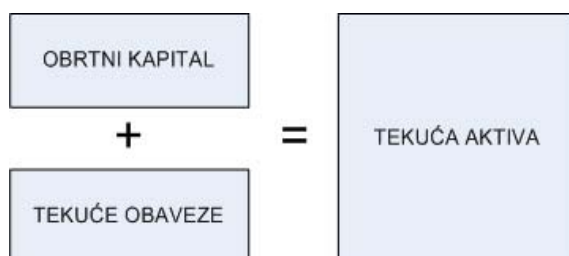 OBRTNI KAPITAL
+
TEKUĆE OBAVEZE
=
TEKUĆA AKTIVA